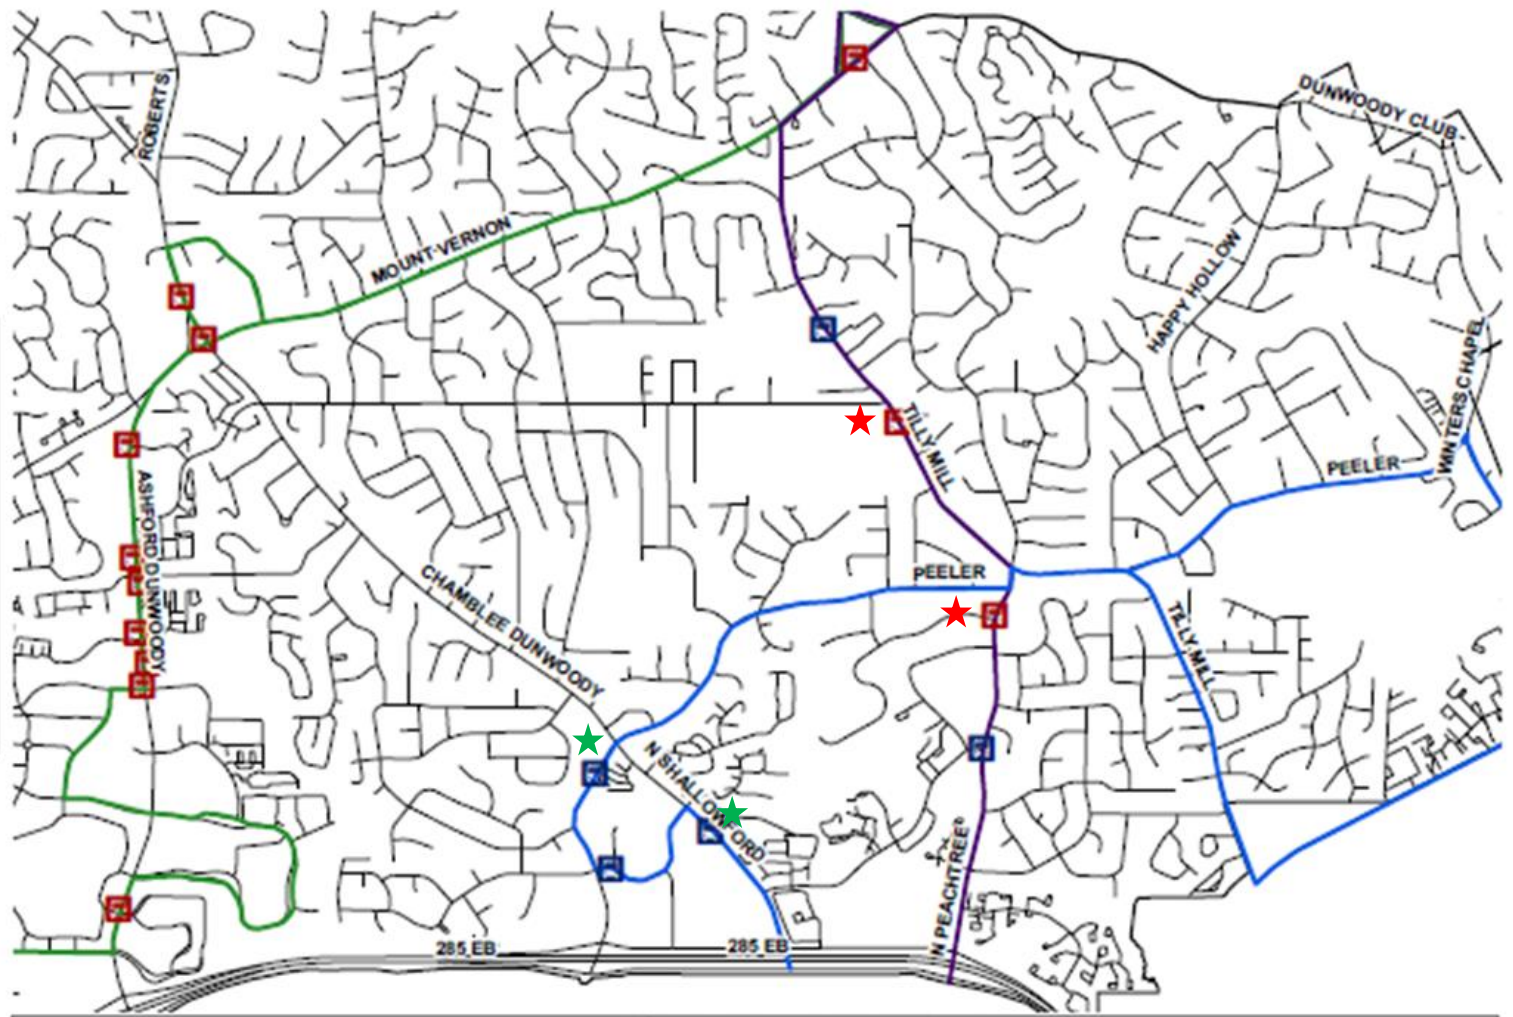 DUNWOODY CLUB
ROBERTS
MOUNT VERNON
HAPPY HOLLOW
WINTERS CHAPEL
TILLY MILL
PEELER
ASHFORD DUNWOODY
PEELER
CHAMBLEE DUNWOODY
TILLY MILL
N SHALLOWFORD
N PEACHTREE
285 EB
285 EB